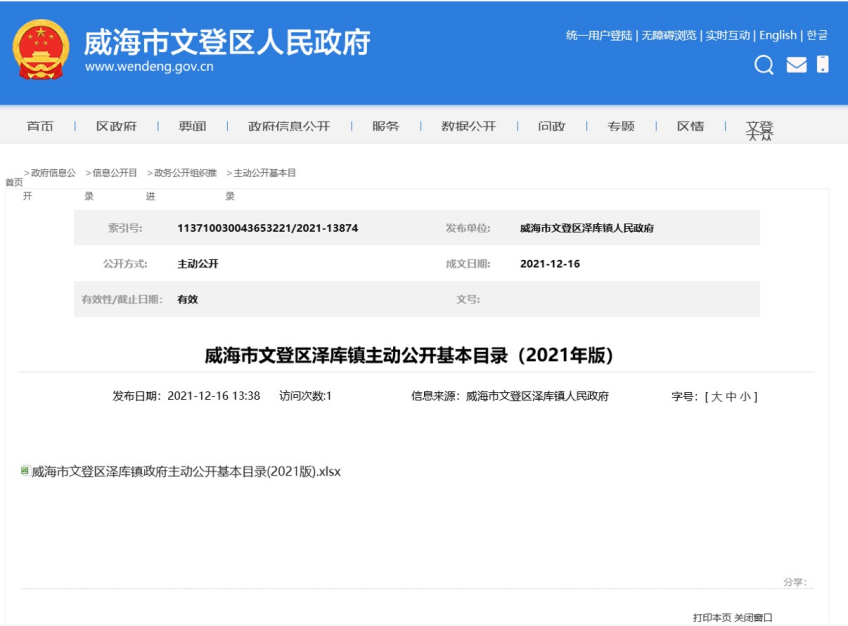 威海市文登区人民政府
www.wendeng.gov.cn
统一用户登陆 | 无障碍浏览 | 实时互动 | English | 한글
首页 | 区政府 | 要闻 | 政府信息公开 | 服务 | 数据公开 | 问政 | 专题 | 区情 | 文登
首页 >政府信息公开 >信息公开目录 >政务公开组织推进 >主动公开基本目录
索引号: 113710030043653221/2021-13874 发布单位: 威海市文登区泽库镇人民政府
公开方式: 主动公开 成文日期: 2021-12-16
有效性/截止日期: 有效 文号:
威海市文登区泽库镇主动公开基本目录（2021年版）
发布日期：2021-12-16 13:38 访问次数:1 信息来源：威海市文登区泽库镇人民政府 字号：[ 大 中 小 ]
威海市文登区泽库镇政府主动公开基本目录(2021版).xlsx
分享:
打印本页 关闭窗口